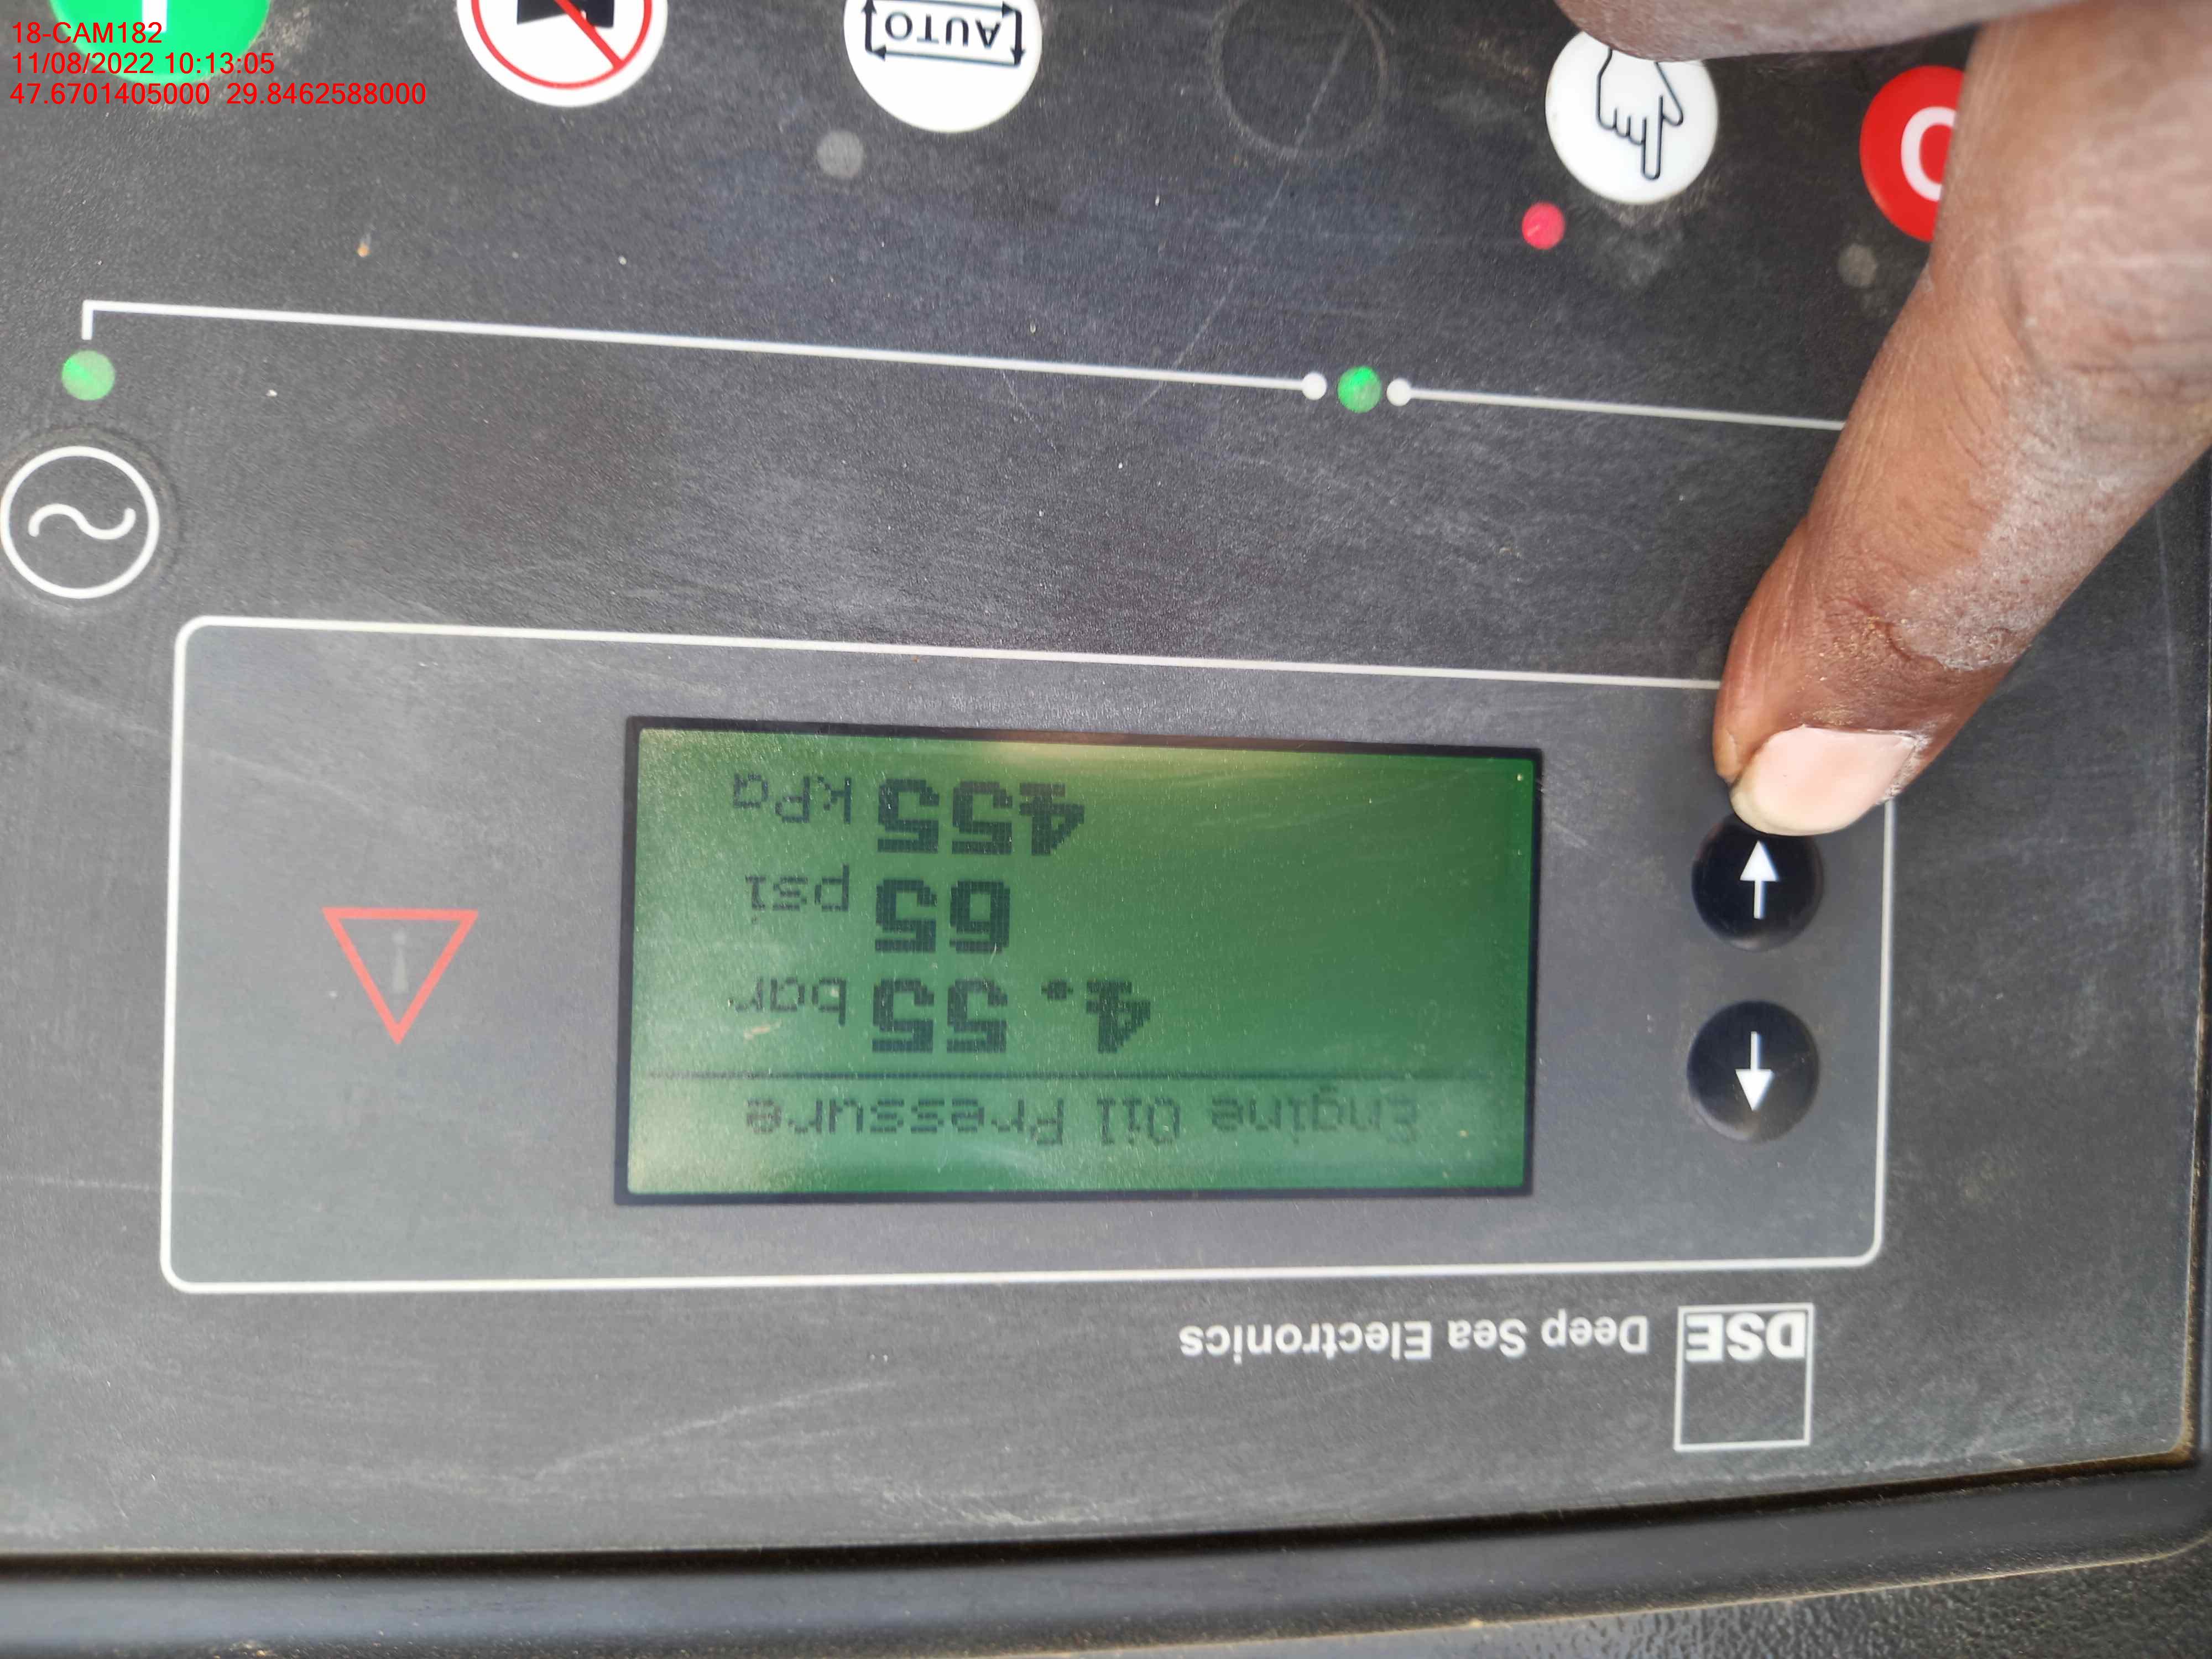 18-CAM182
11/08/2022 10:13:05
47.6701405000 29.8462588000
DSE Deep Sea Electronics
Engine Oil Pressure
4.55 bar
65 psi
455 kPa
AUTO